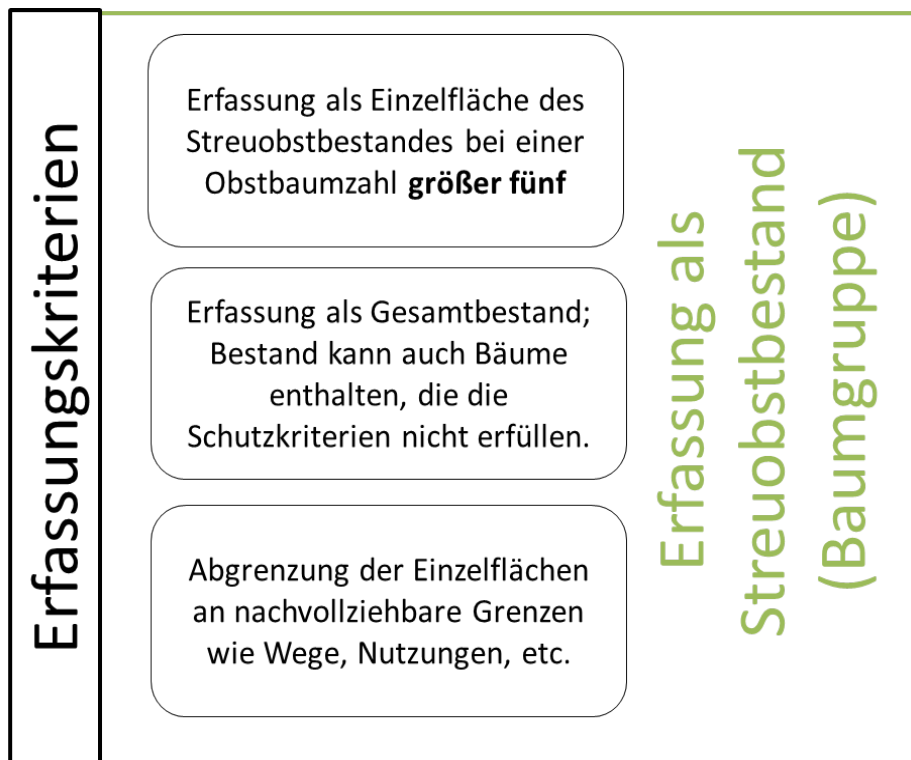 Erfassungskriterien
Erfassung als Einzelfläche des
Streuobstbestandes bei einer
Obstbaumzahl größer fünf
Erfassung als Gesamtbestand;
Bestand kann auch Bäume
enthalten, die die
Schutzkriterien nicht erfüllen.
Abgrenzung der Einzelflächen
an nachvollziehbare Grenzen
wie Wege, Nutzungen, etc.
Erfassung als
Streuobstbestand
(Baumgruppe)